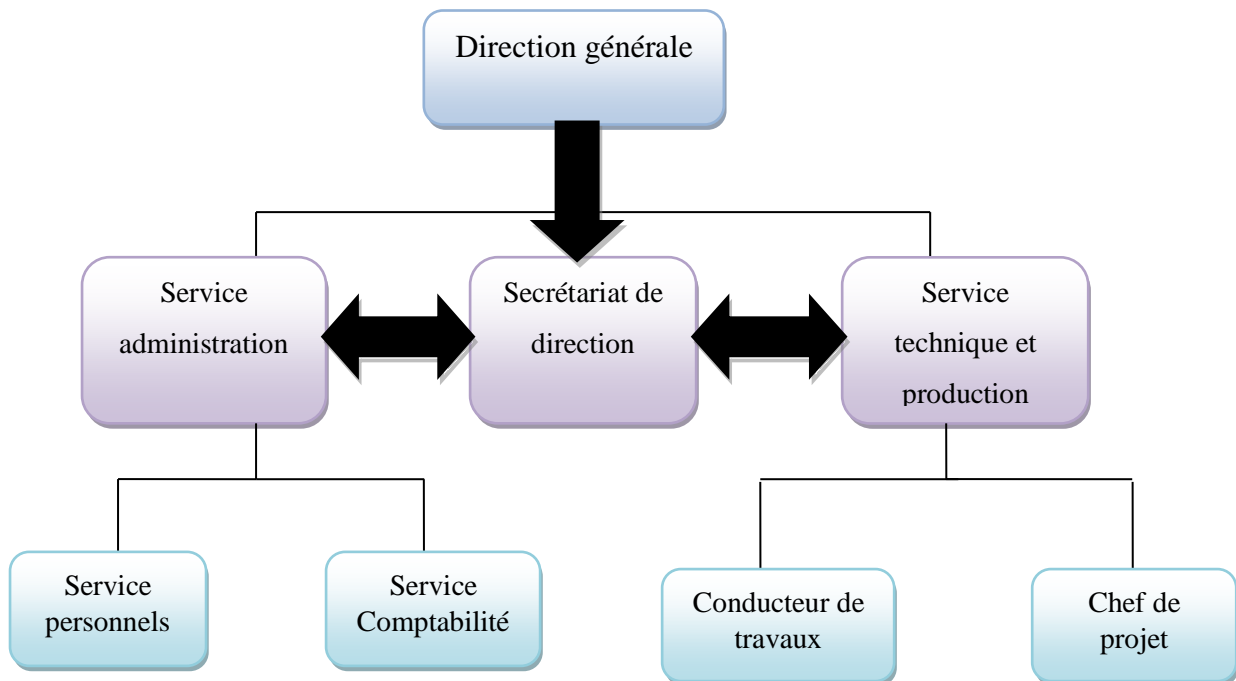 Direction générale
Service
administration
Secrétariat de
direction
Service
technique et
production
Service
personnels
Service
Comptabilité
Conducteur de
travaux
Chef de
projet